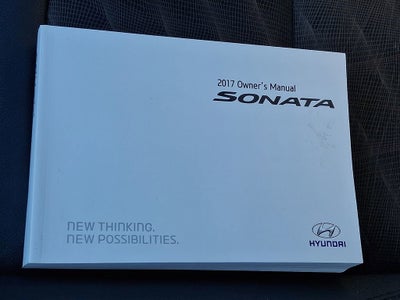 2017 Owner's Manual
SONATA
NEW THINKING.
NEW POSSIBILITIES.
HYUNDAI